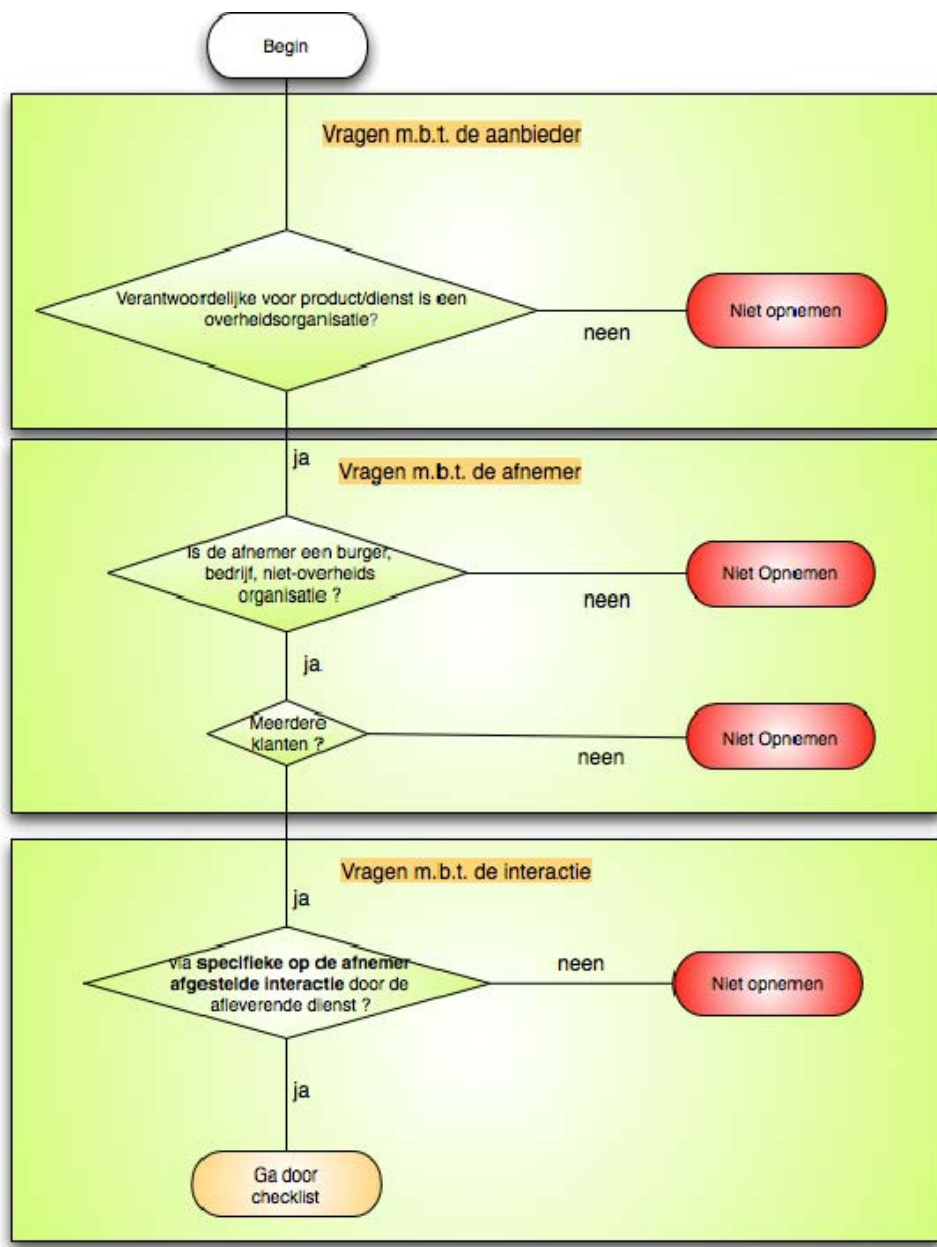 Begin
Vragen m.b.t. de aanbieder
Verantwoordelijke voor product/dienst is een
overheidsorganisatie?
neen
Niet opnemen
ja
Vragen m.b.t. de afnemer
Is de afnemer een burger,
bedrijf, niet-overheids
organisatie ?
neen
Niet Opnemen
ja
Meerdere
klanten ?
neen
Niet Opnemen
Vragen m.b.t. de interactie
ja
via specifieke op de afnemer
afgestelde interactie door de
afleverende dienst ?
neen
Niet opnemen
ja
Ga door
checklist